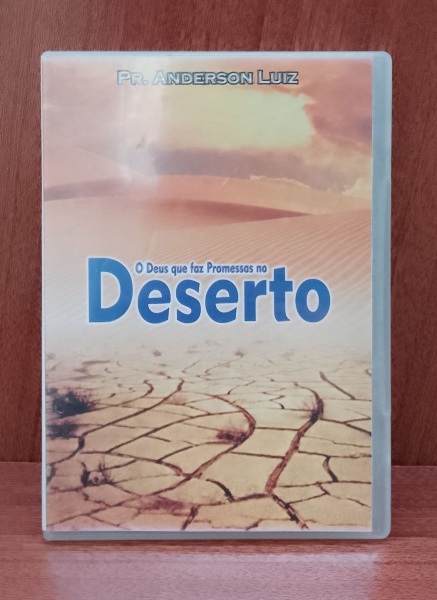 PR. ANDERSON LUIZ
O Deus que faz Promessas no
Deserto